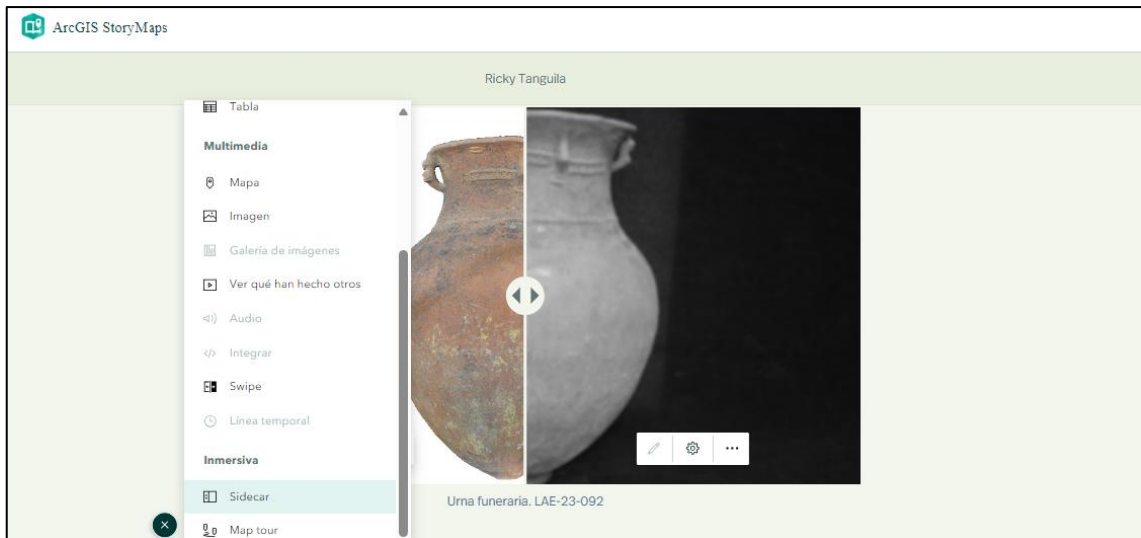 ArcGIS StoryMaps
Ricky Tanguila
Tabla
Multimedia
Mapa
Imagen
Galería de imágenes
Ver qué han hecho otros
Audio
Integrar
Swipe
Línea temporal
Inmersiva
Sidecar
Map tour
Urna funeraria. LAE-23-092